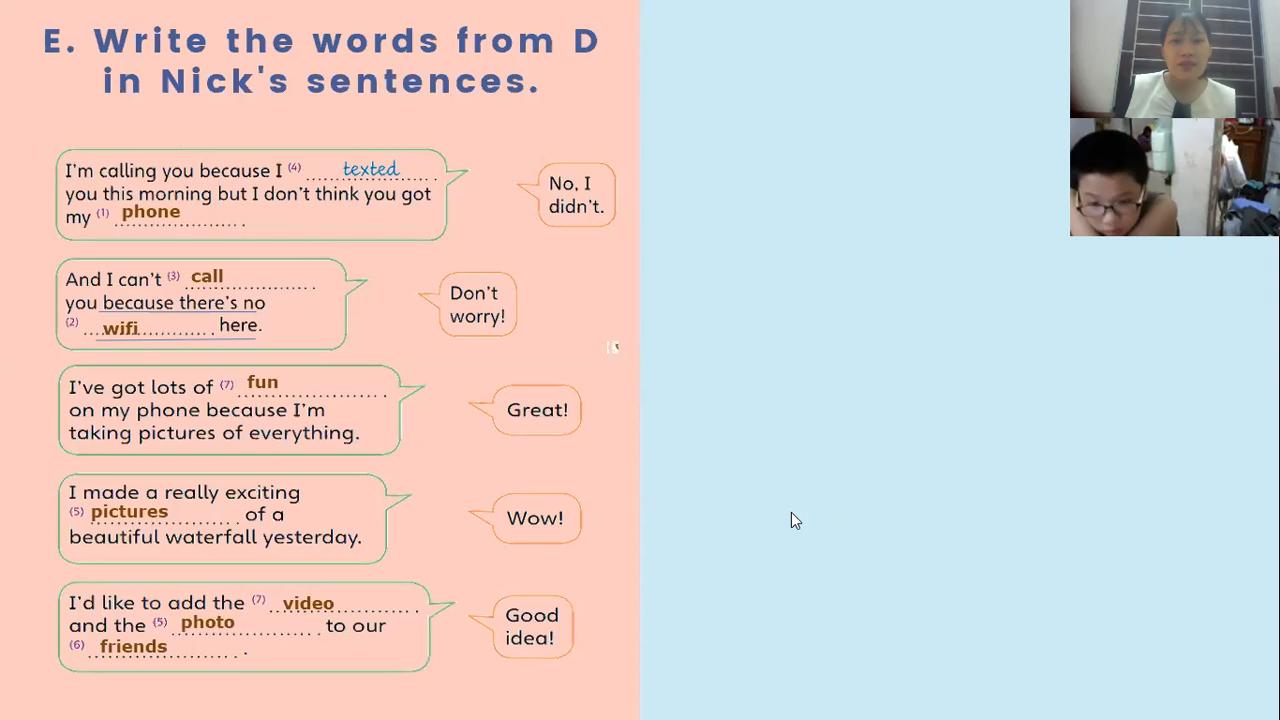 E. Write the words from D
in Nick's sentences.
I'm calling you because I (4) texted .
you this morning but I don't think you got
my (1) phone .
No, I
didn't.
And I can't (3) call .
you because there's no
(2) wifi . here.
Don't
worry!
I've got lots of (7) fun .
on my phone because I'm
taking pictures of everything.
Great!
I made a really exciting
(5) pictures . of a
beautiful waterfall yesterday.
Wow!
I'd like to add the (7) video .
and the (5) photo . to our
(6) friends .
Good
idea!